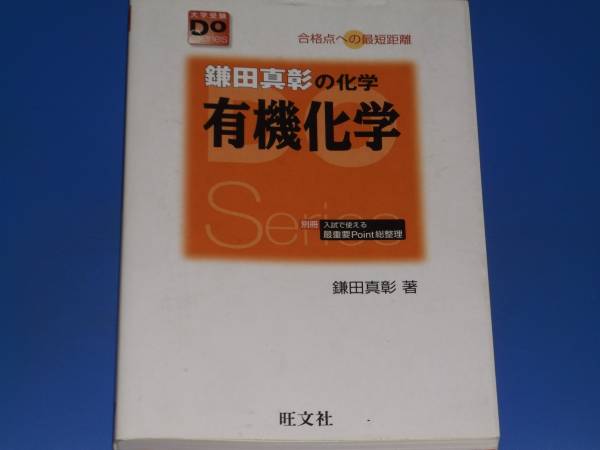 大学受験
Do
Series
合格点への最短距離
鎌田真彰の化学
有機化学
DO
Series
別冊 入試で使える
最重要Point総整理
鎌田真彰 著
旺文社